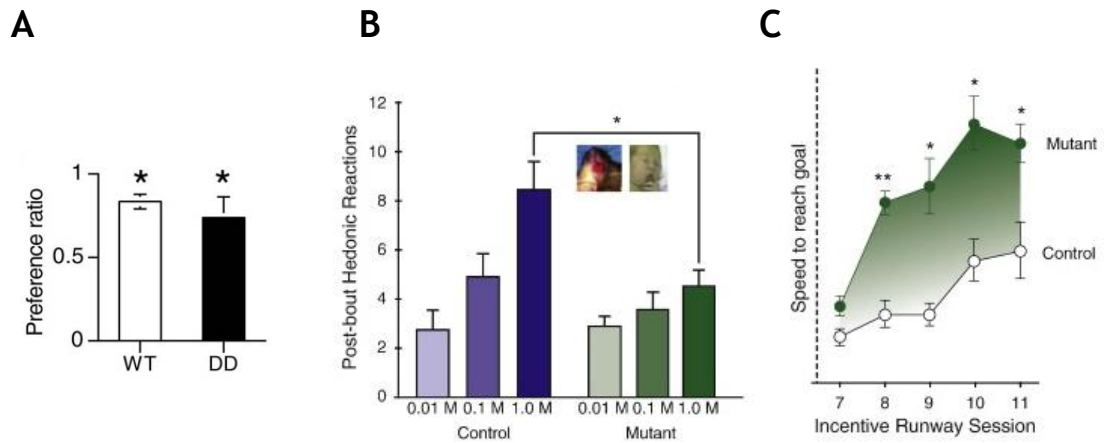 A
Preference ratio
1
0.5
0
WT
DD
*
*
B
Post-bout Hedonic Reactions
12
10
8
6
4
2
0
*
0.01 M 0.1 M 1.0 M
0.01 M 0.1 M 1.0 M
Control
Mutant
C
Speed to reach goal
**
*
*
*
Mutant
Control
7 8 9 10 11
Incentive Runway Session